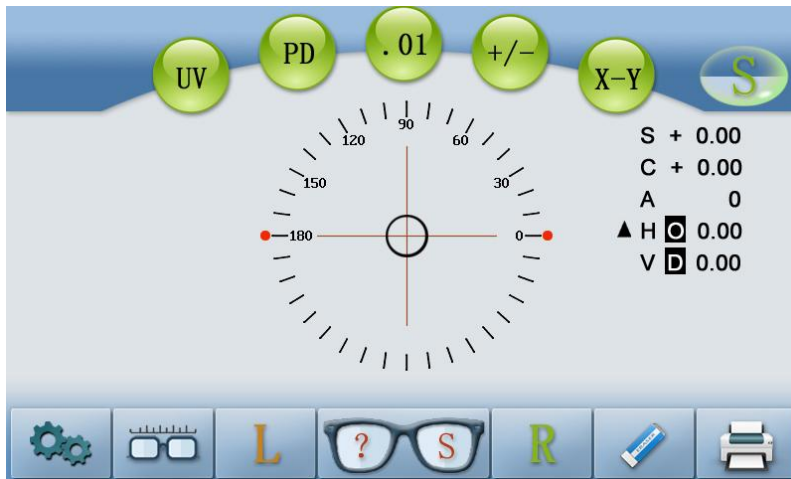 UV
PD
.01
+/-
X-Y
S
90
120
60
150
30
180
0
S + 0.00
C + 0.00
A 0
▲ H O 0.00
V D 0.00
L
? S
R